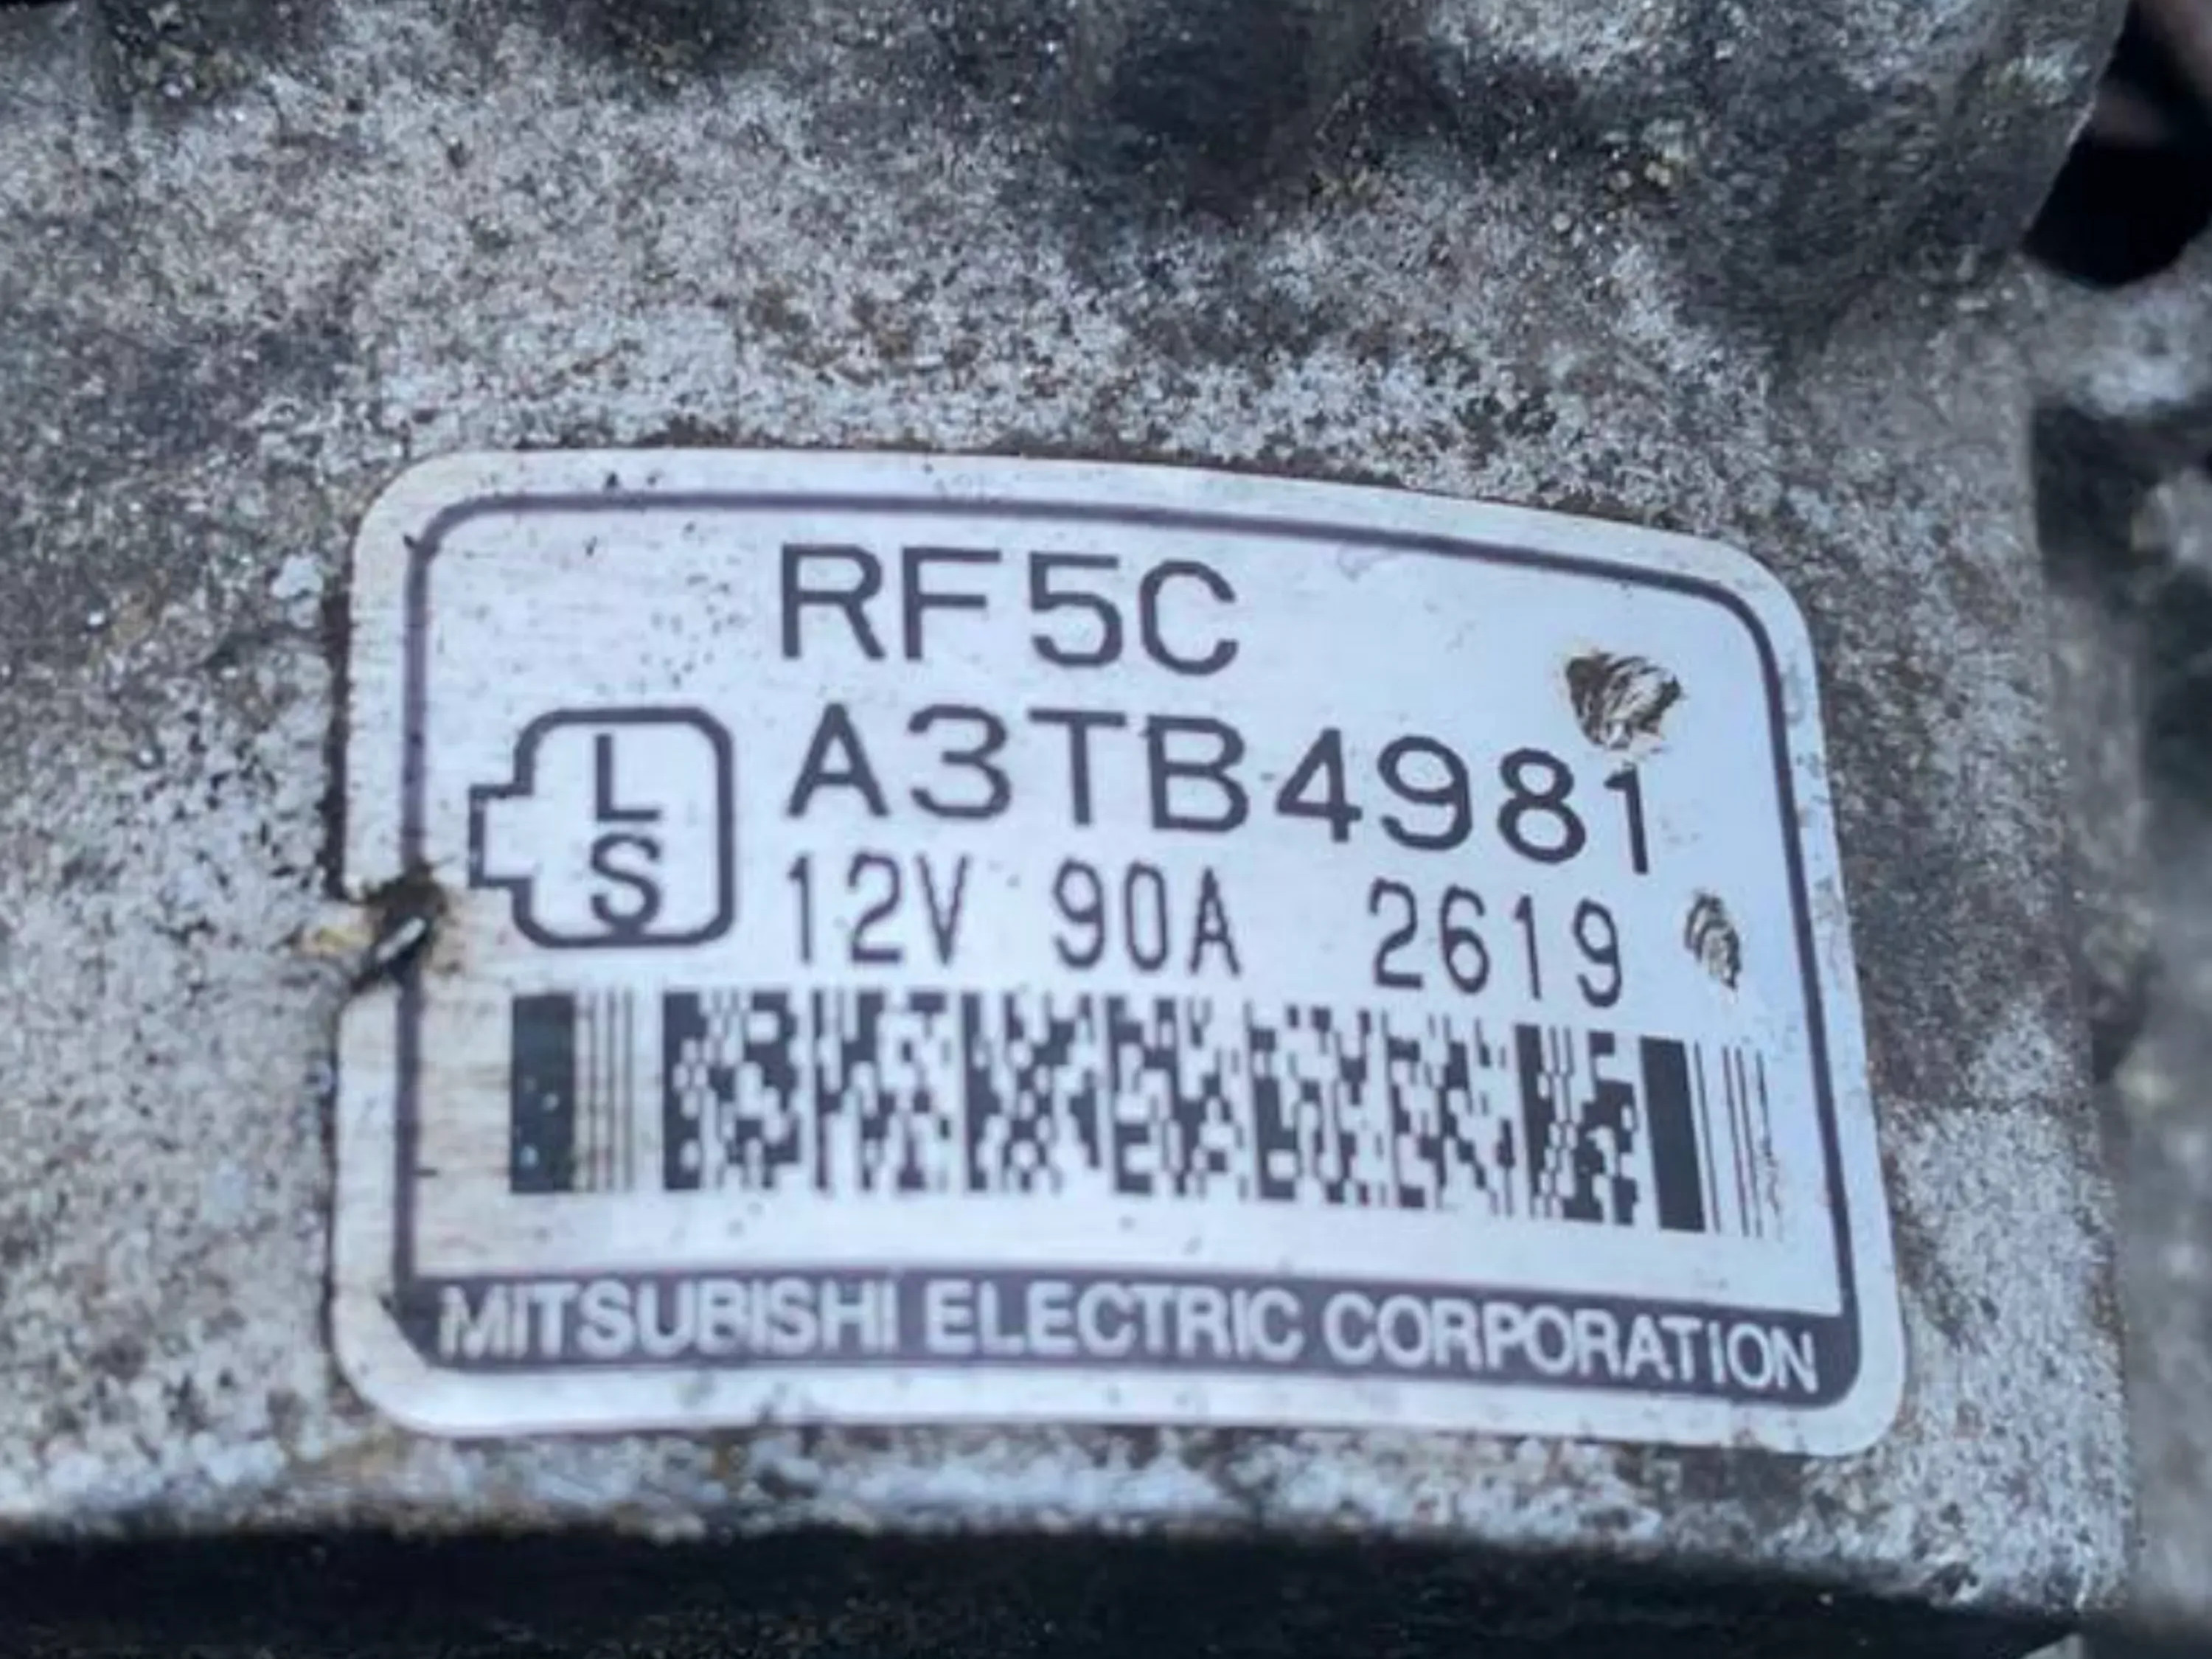 RF5C
L
S
A3TB4981
12V 90A 2619
MITSUBISHI ELECTRIC CORPORATION